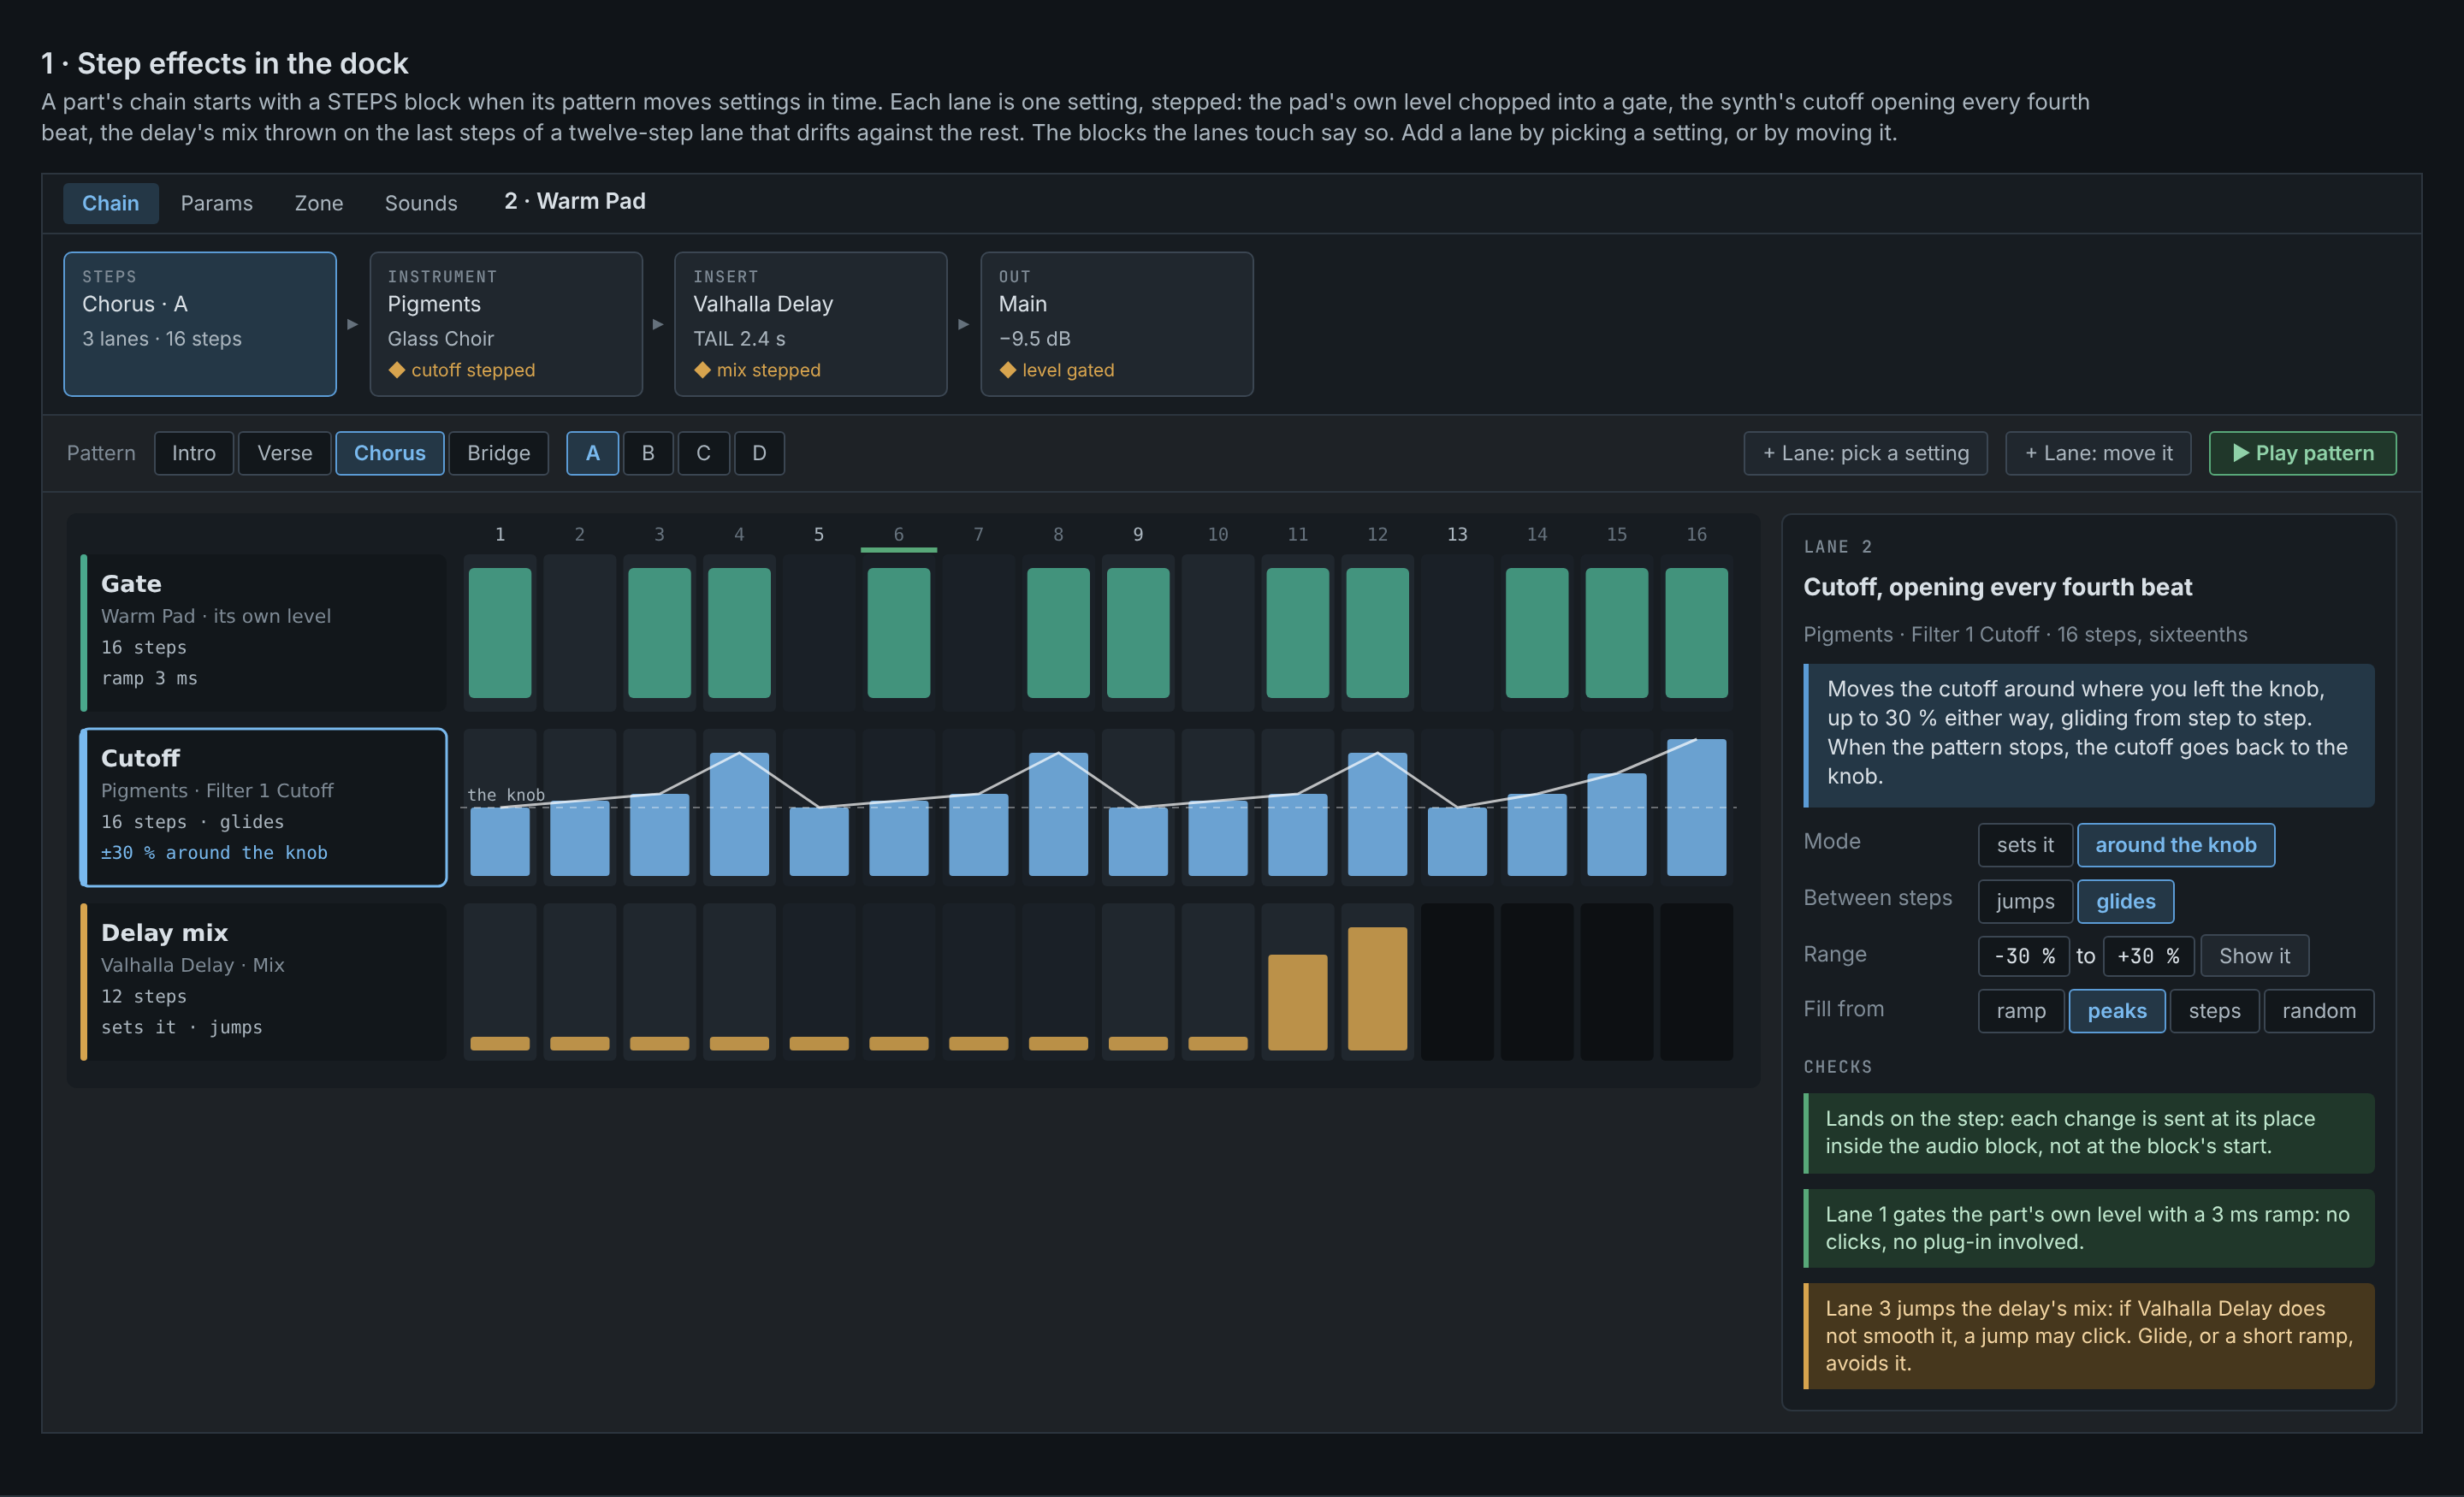 1 · Step effects in the dock
A part's chain starts with a STEPS block when its pattern moves settings in time. Each lane is one setting, stepped: the pad's own level chopped into a gate, the synth's cutoff opening every fourth
beat, the delay's mix thrown on the last steps of a twelve-step lane that drifts against the rest. The blocks the lanes touch say so. Add a lane by picking a setting, or by moving it.
Chain Params Zone Sounds 2 · Warm Pad
STEPS
Chorus · A
3 lanes · 16 steps
▸
INSTRUMENT
Pigments
Glass Choir
◆ cutoff stepped
▸
INSERT
Valhalla Delay
TAIL 2.4 s
◆ mix stepped
▸
OUT
Main
−9.5 dB
◆ level gated
Pattern Intro Verse Chorus Bridge A B C D + Lane: pick a setting + Lane: move it ▶ Play pattern
1 2 3 4 5 6 7 8 9 10 11 12 13 14 15 16
Gate
Warm Pad · its own level
16 steps
ramp 3 ms
Cutoff
Pigments · Filter 1 Cutoff
16 steps · glides
±30 % around the knob
the knob
Delay mix
Valhalla Delay · Mix
12 steps
sets it · jumps
LANE 2
Cutoff, opening every fourth beat
Pigments · Filter 1 Cutoff · 16 steps, sixteenths
Moves the cutoff around where you left the knob,
up to 30 % either way, gliding from step to step.
When the pattern stops, the cutoff goes back to the
knob.
Mode sets it around the knob
Between steps jumps glides
Range -30 % to +30 % Show it
Fill from ramp peaks steps random
CHECKS
Lands on the step: each change is sent at its place
inside the audio block, not at the block's start.
Lane 1 gates the part's own level with a 3 ms ramp: no
clicks, no plug-in involved.
Lane 3 jumps the delay's mix: if Valhalla Delay does
not smooth it, a jump may click. Glide, or a short ramp,
avoids it.